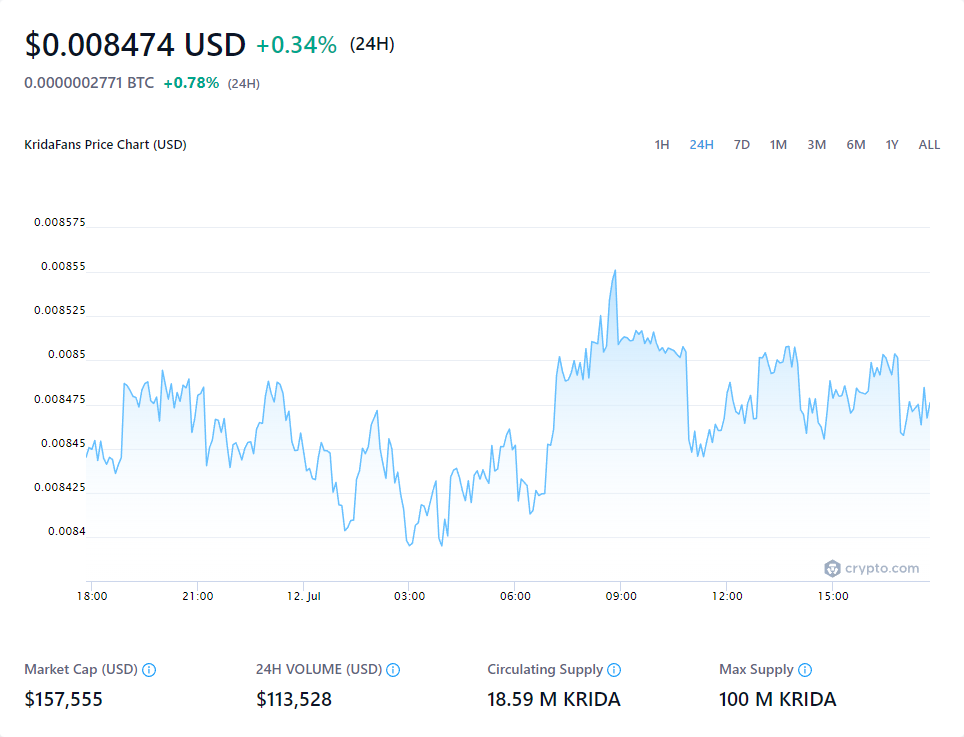 $0.008474 USD +0.34% (24H)
0.0000002771 BTC +0.78% (24H)
KridaFans Price Chart (USD) 1H 24H 7D 1M 3M 6M 1Y ALL
0.008575
0.00855
0.008525
0.0085
0.008475
0.00845
0.008425
0.0084
crypto.com
18:00 21:00 12. Jul 03:00 06:00 09:00 12:00 15:00
Market Cap (USD) 24H VOLUME (USD) Circulating Supply Max Supply
$157,555 $113,528 18.59 M KRIDA 100 M KRIDA